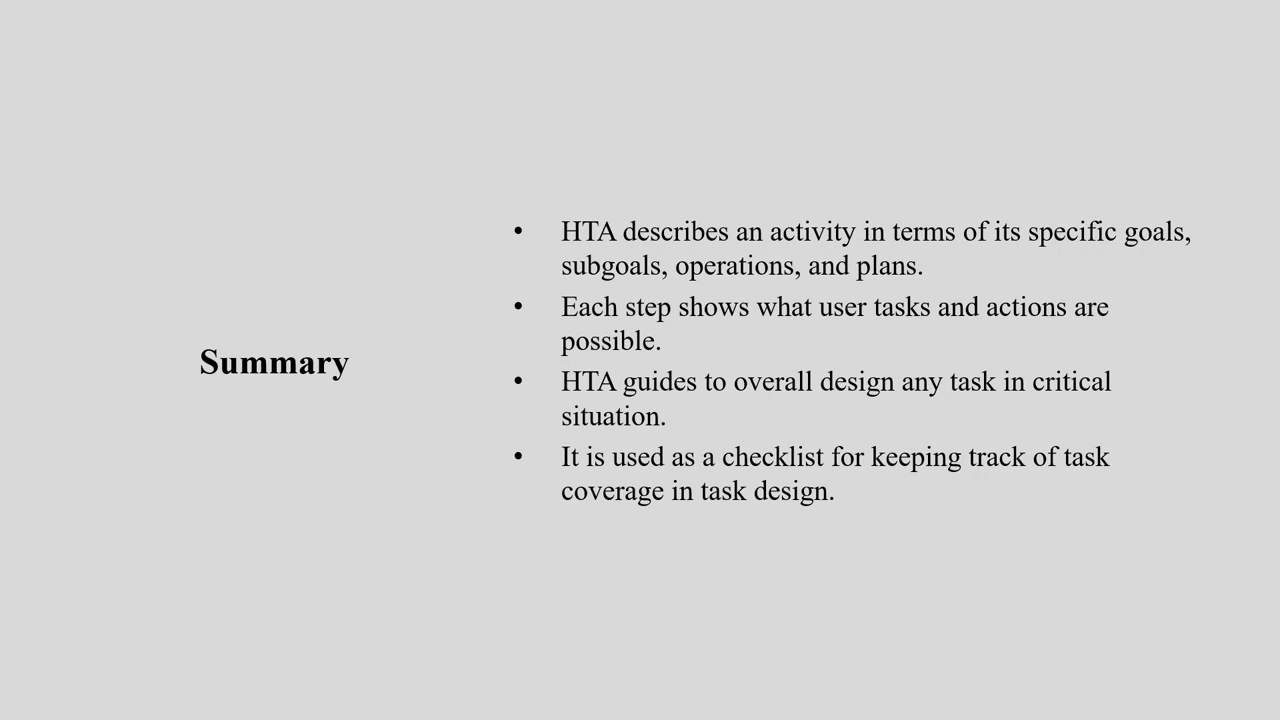 Summary
• HTA describes an activity in terms of its specific goals,
subgoals, operations, and plans.
• Each step shows what user tasks and actions are
possible.
• HTA guides to overall design any task in critical
situation.
• It is used as a checklist for keeping track of task
coverage in task design.